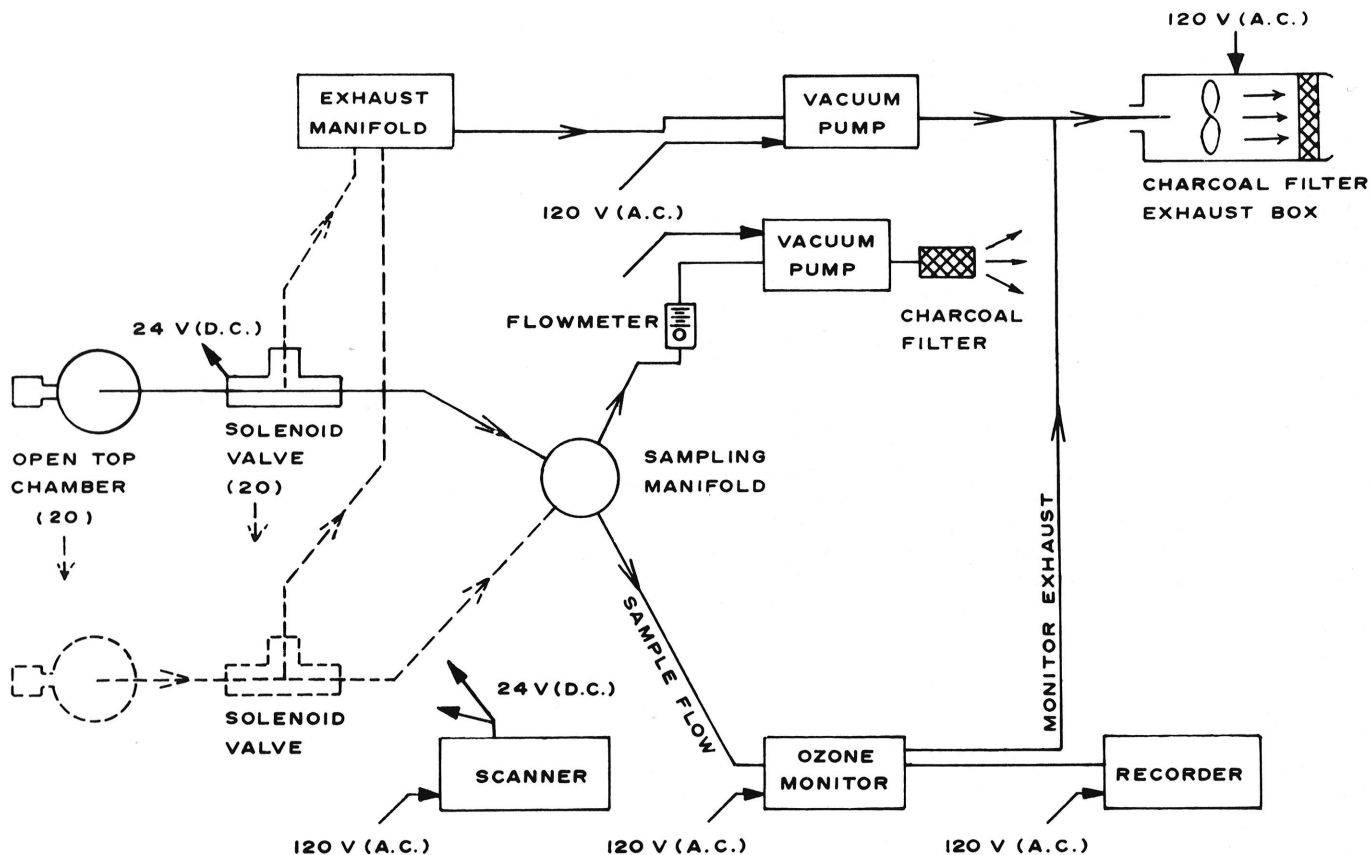 120 V (A.C.)
EXHAUST
MANIFOLD
VACUUM
PUMP
CHARCOAL FILTER
EXHAUST BOX
120 V (A.C.)
VACUUM
PUMP
CHARCOAL
FILTER
FLOWMETER
24 V (D.C.)
OPEN TOP
CHAMBER
(20)
SOLENOID
VALVE
(20)
SAMPLING
MANIFOLD
SAMPLE FLOW
MONITOR EXHAUST
SOLENOID
VALVE
24 V (D.C.)
SCANNER
OZONE
MONITOR
RECORDER
120 V (A.C.)
120 V (A.C.)
120 V (A.C.)